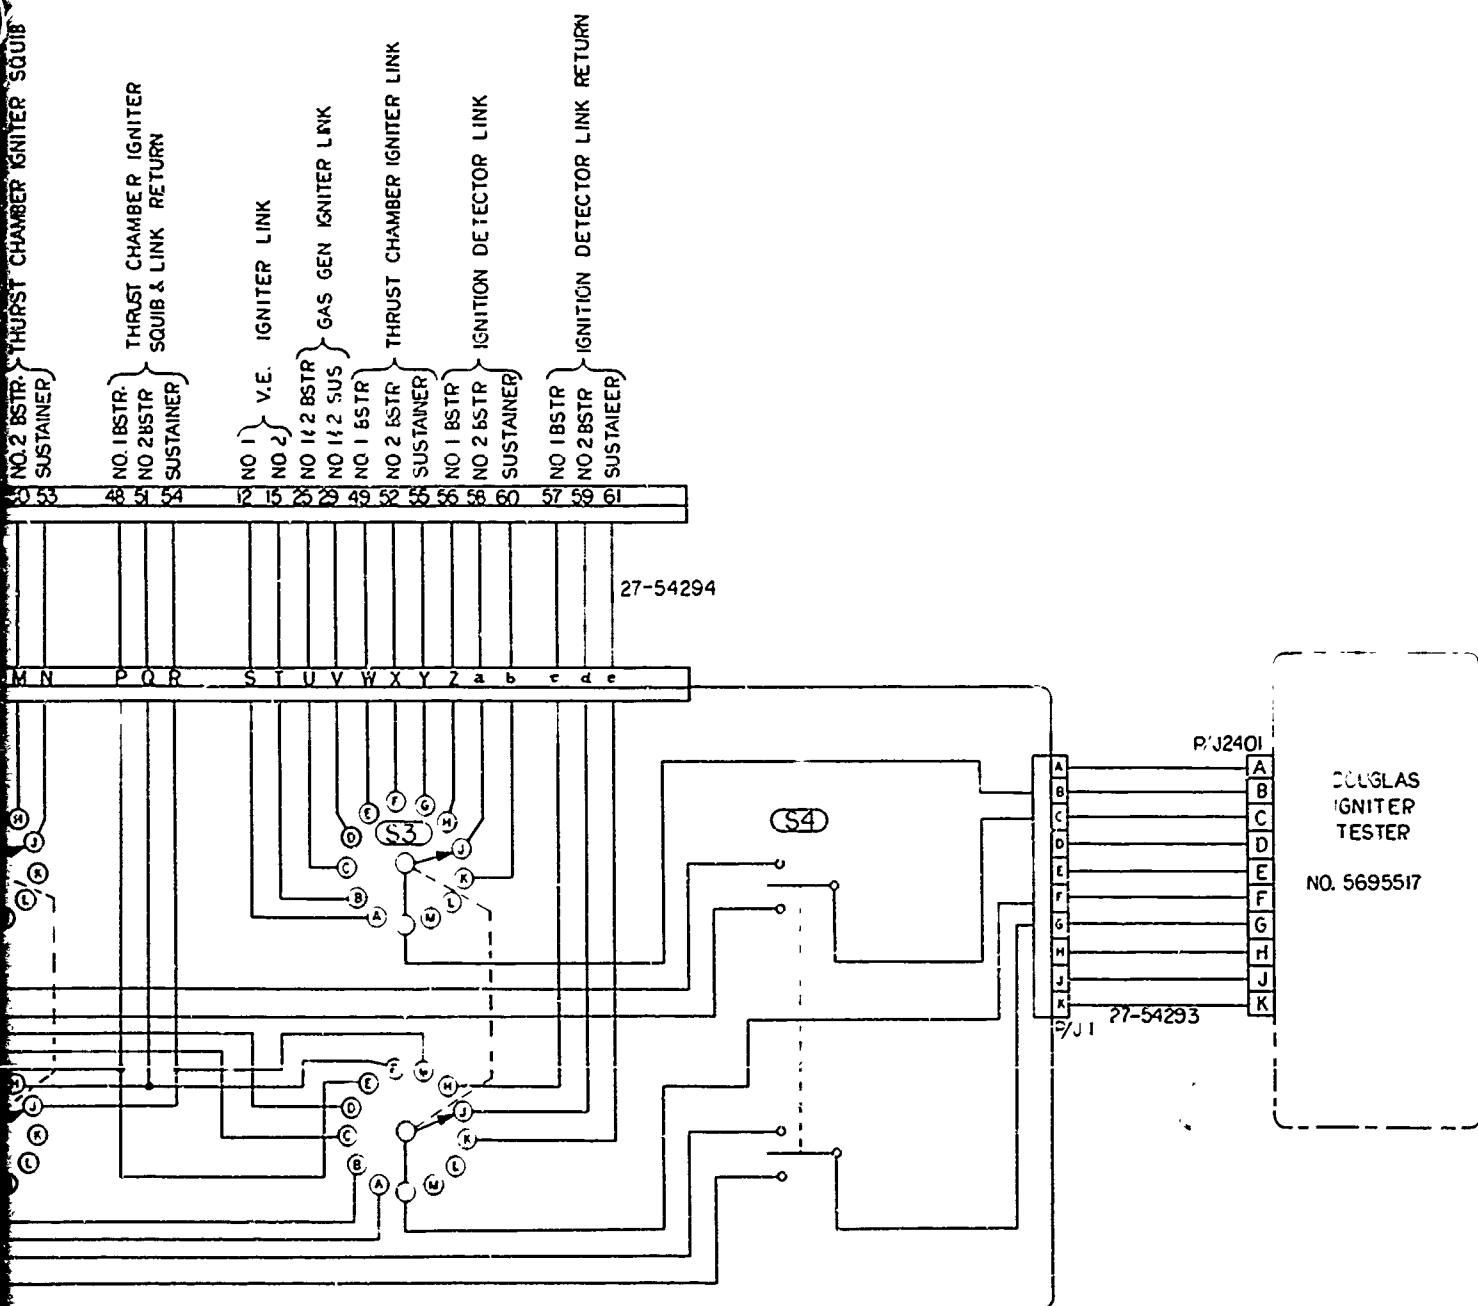 THURST CHAMBER IGNITER SQUIB
NO.2 BSTR.
SUSTAINER
THRUST CHAMBER IGNITER
SQUIB & LINK RETURN
NO. 1 BSTR.
NO 2BSTR
SUSTAINER
V.E. IGNITER LINK
NO 1
NO. 2
GAS GEN IGNITER LINK
NO 1&2 BSTR
NO 1&2 SUS
THRUST CHAMBER IGNITER LINK
NO. 1 BSTR
NO 2 BSTR
SUSTAINER
IGNITION DETECTOR LINK
NO 1 BSTR
NO 2 BSTR
SUSTAINER
IGNITION DETECTOR LINK RETURN
NO 1 BSTR
NO 2BSTR
SUSTAIEER
53 48 51 54 12 15 25 29 49 52 55 56 58 60 57 59 61
27-54294
M N P Q R S T U V W X Y Z a b c d e
H
J
K
L
S3
A
B
C
D
E
F
G
H
J
K
L
M
S4
H
J
K
L
A
B
C
D
E
F
H
J
K
L
M
A
B
C
D
E
F
G
H
J
K
P/J1
27-54293
P/J2401
A
B
C
D
E
F
G
H
J
K
DOUGLAS
IGNITER
TESTER
NO. 5695517